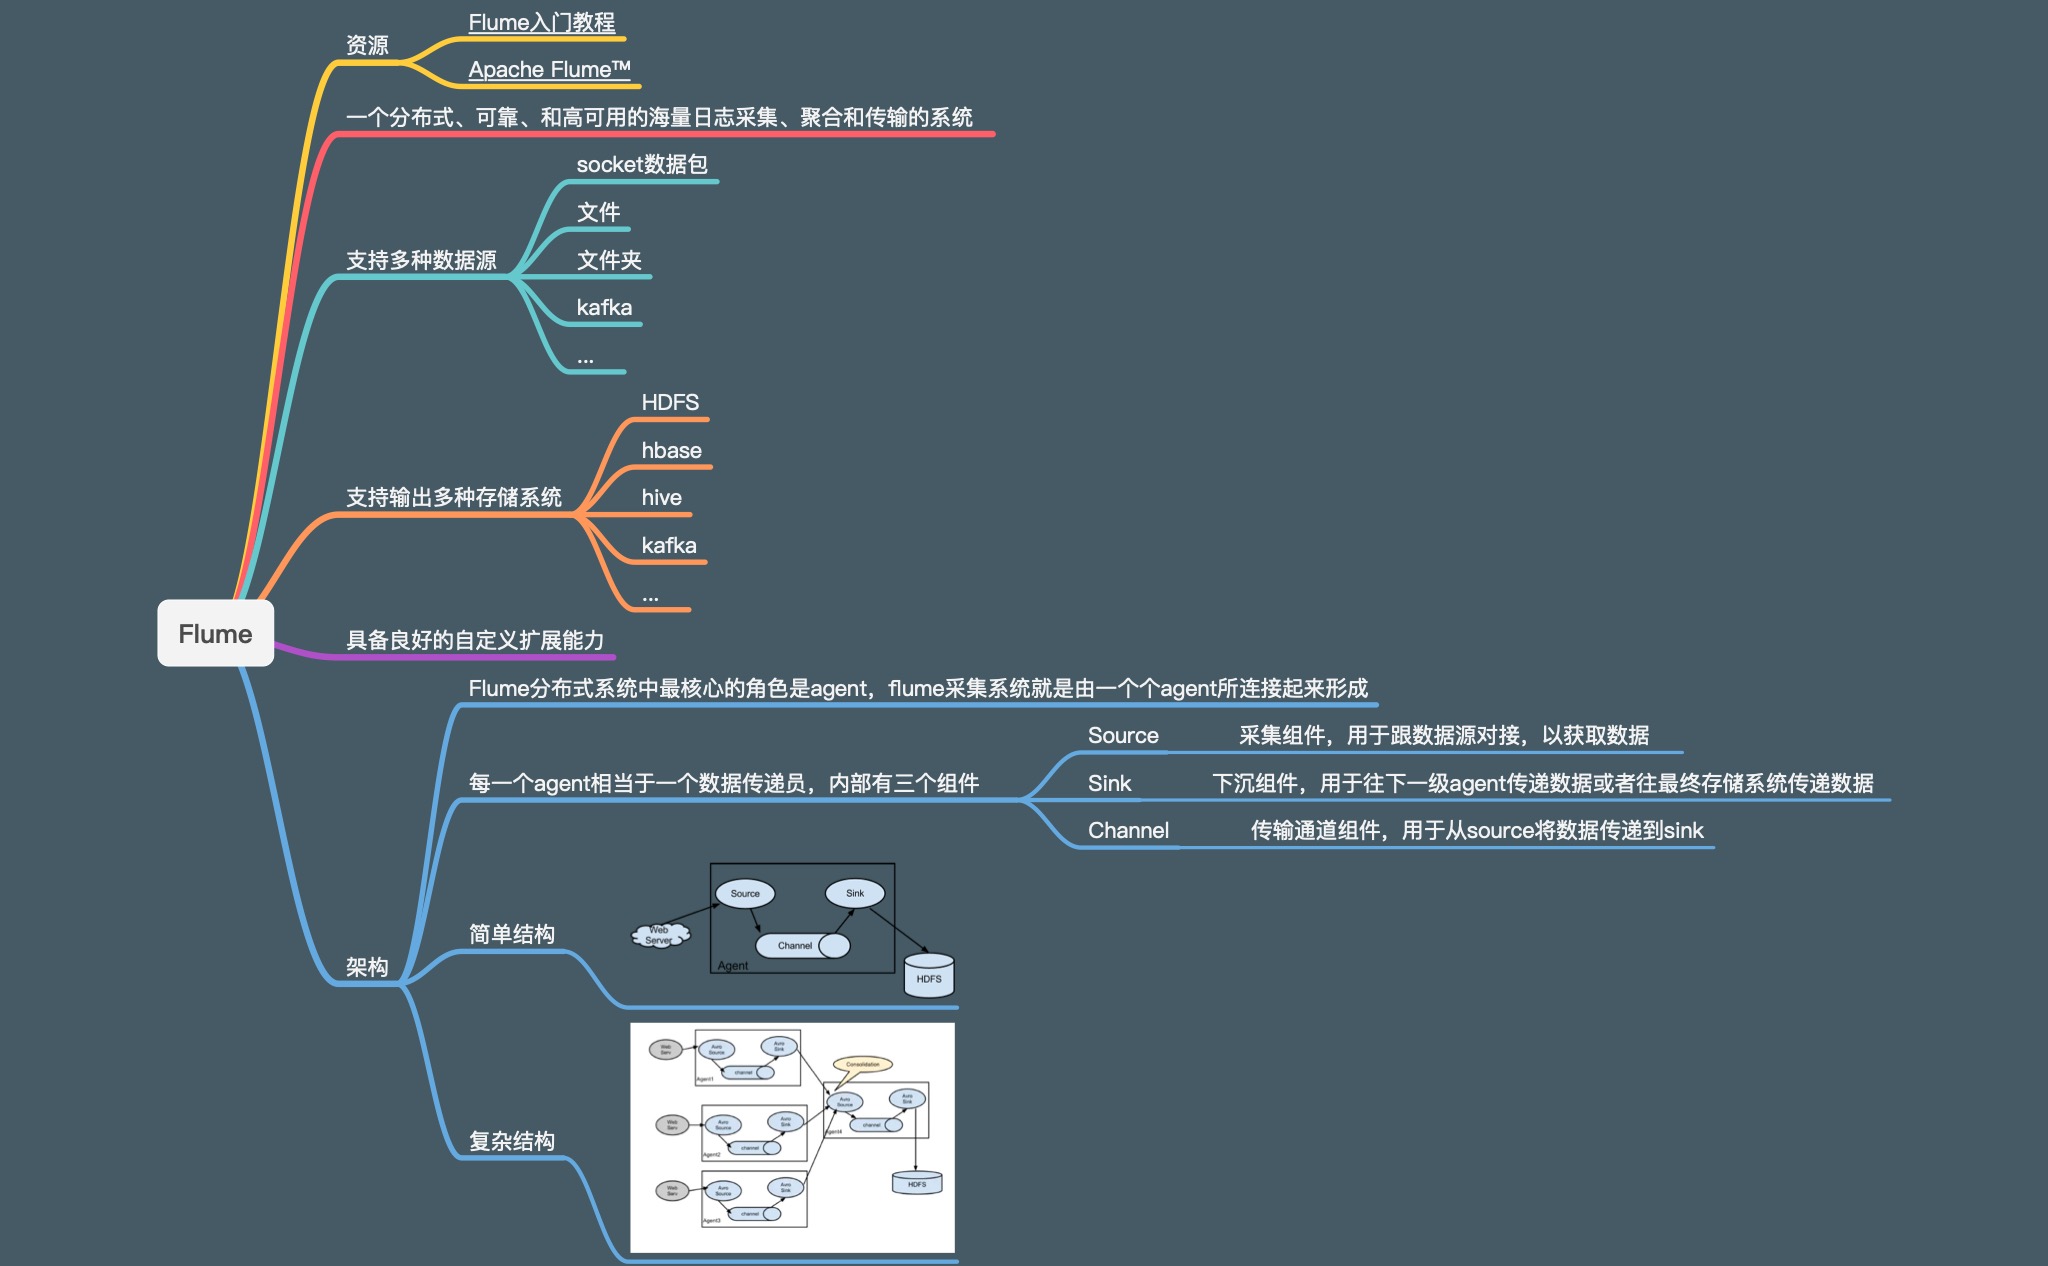 Flume
资源
Flume入门教程
Apache Flume™
一个分布式、可靠、和高可用的海量日志采集、聚合和传输的系统
支持多种数据源
socket数据包
文件
文件夹
kafka
...
支持输出多种存储系统
HDFS
hbase
hive
kafka
...
具备良好的自定义扩展能力
架构
Flume分布式系统中最核心的角色是agent，flume采集系统就是由一个个agent所连接起来形成
每一个agent相当于一个数据传递员，内部有三个组件
Source
采集组件，用于跟数据源对接，以获取数据
Sink
下沉组件，用于往下一级agent传递数据或者往最终存储系统传递数据
Channel
传输通道组件，用于从source将数据传递到sink
简单结构
Source
Sink
Web
Server
Channel
Agent
HDFS
复杂结构
Web
Serv
Avro
Source
Avro
Sink
channel
Agent1
Consolidation
Web
Serv
Avro
Source
Avro
Sink
channel
Agent2
Avro
Source
Avro
Sink
channel
Agent4
Web
Serv
Avro
Source
Avro
Sink
channel
Agent3
HDFS